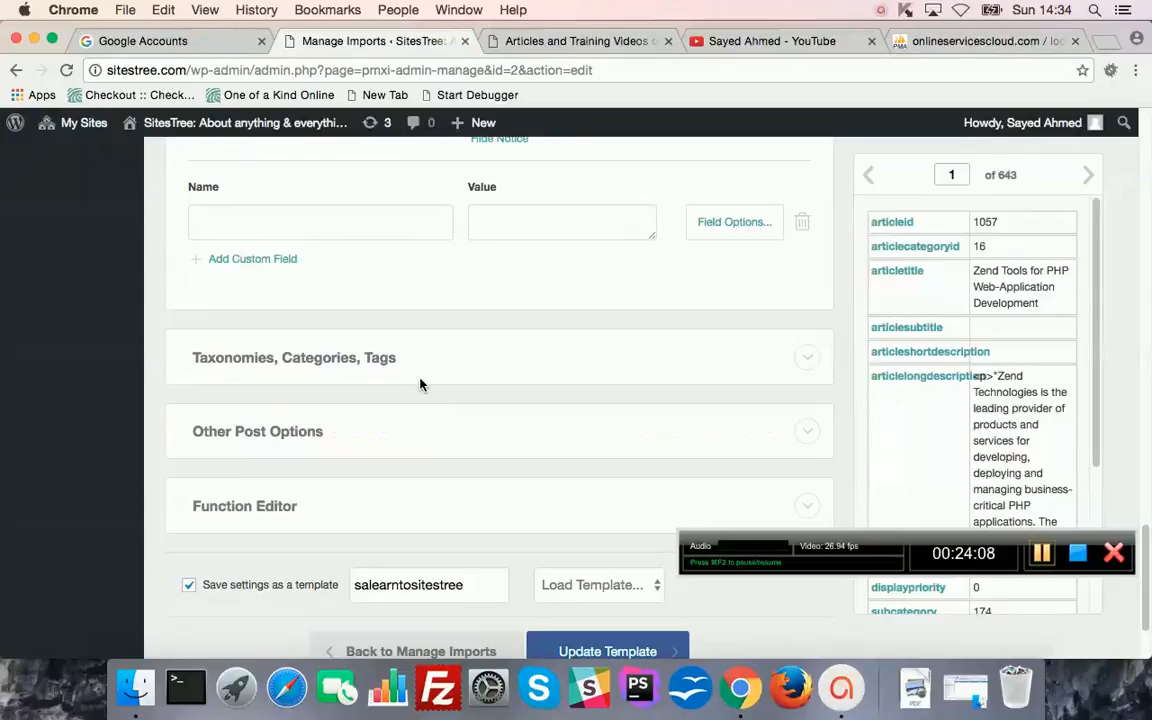 Chrome File Edit View History Bookmarks People Window Help Sun 14:34
Google Accounts Manage Imports ‹ SitesTree: A Articles and Training Videos o Sayed Ahmed - YouTube onlineservicescloud.com / loc
sitestree.com/wp-admin/admin.php?page=pmxi-admin-manage&id=2&action=edit
Apps Checkout :: Check... One of a Kind Online New Tab Start Debugger
My Sites SitesTree: About anything & everythi... 3 0 New Howdy, Sayed Ahmed
Hide Notice
1 of 643
Name Value
Field Options...
Add Custom Field
Taxonomies, Categories, Tags
Other Post Options
Function Editor
Save settings as a template salearntositestree Load Template...
Back to Manage Imports Update Template
articleid 1057
articlecategoryid 16
articletitle Zend Tools for PHP
Web-Application
Development
articlesubtitle
articleshortdescription
articlelongdescription <p>"Zend
Technologies is the
leading provider of
products and
services for
developing,
deploying and
managing business-
critical PHP
applications. The
Audio Video: 26.94 fps
Press ⌘F2 to pause/resume
00:24:08
displaypriority 0
subcategory 174